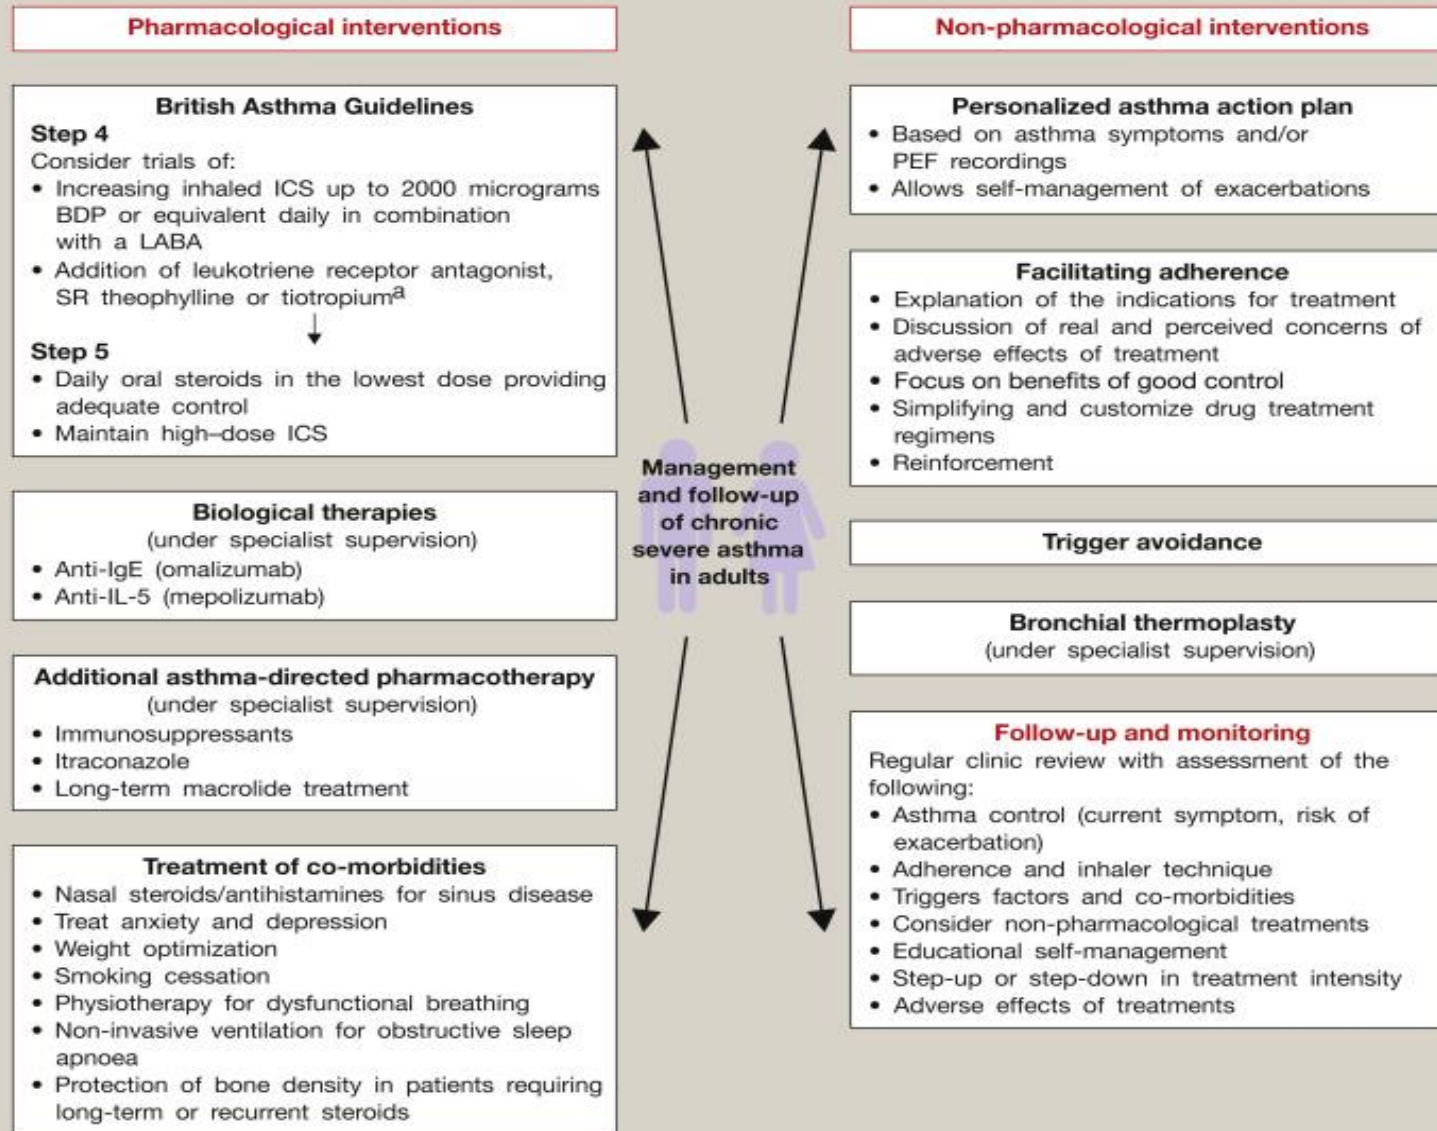 Pharmacological interventions
British Asthma Guidelines
Step 4
Consider trials of:
• Increasing inhaled ICS up to 2000 micrograms
BDP or equivalent daily in combination
with a LABA
• Addition of leukotriene receptor antagonist,
SR theophylline or tiotropiumᵃ
↓
Step 5
• Daily oral steroids in the lowest dose providing
adequate control
• Maintain high–dose ICS
Biological therapies
(under specialist supervision)
• Anti-IgE (omalizumab)
• Anti-IL-5 (mepolizumab)
Additional asthma-directed pharmacotherapy
(under specialist supervision)
• Immunosuppressants
• Itraconazole
• Long-term macrolide treatment
Treatment of co-morbidities
• Nasal steroids/antihistamines for sinus disease
• Treat anxiety and depression
• Weight optimization
• Smoking cessation
• Physiotherapy for dysfunctional breathing
• Non-invasive ventilation for obstructive sleep
apnoea
• Protection of bone density in patients requiring
long-term or recurrent steroids
Management
and follow-up
of chronic
severe asthma
in adults
Non-pharmacological interventions
Personalized asthma action plan
• Based on asthma symptoms and/or
PEF recordings
• Allows self-management of exacerbations
Facilitating adherence
• Explanation of the indications for treatment
• Discussion of real and perceived concerns of
adverse effects of treatment
• Focus on benefits of good control
• Simplifying and customize drug treatment
regimens
• Reinforcement
Trigger avoidance
Bronchial thermoplasty
(under specialist supervision)
Follow-up and monitoring
Regular clinic review with assessment of the
following:
• Asthma control (current symptom, risk of
exacerbation)
• Adherence and inhaler technique
• Triggers factors and co-morbidities
• Consider non-pharmacological treatments
• Educational self-management
• Step-up or step-down in treatment intensity
• Adverse effects of treatments